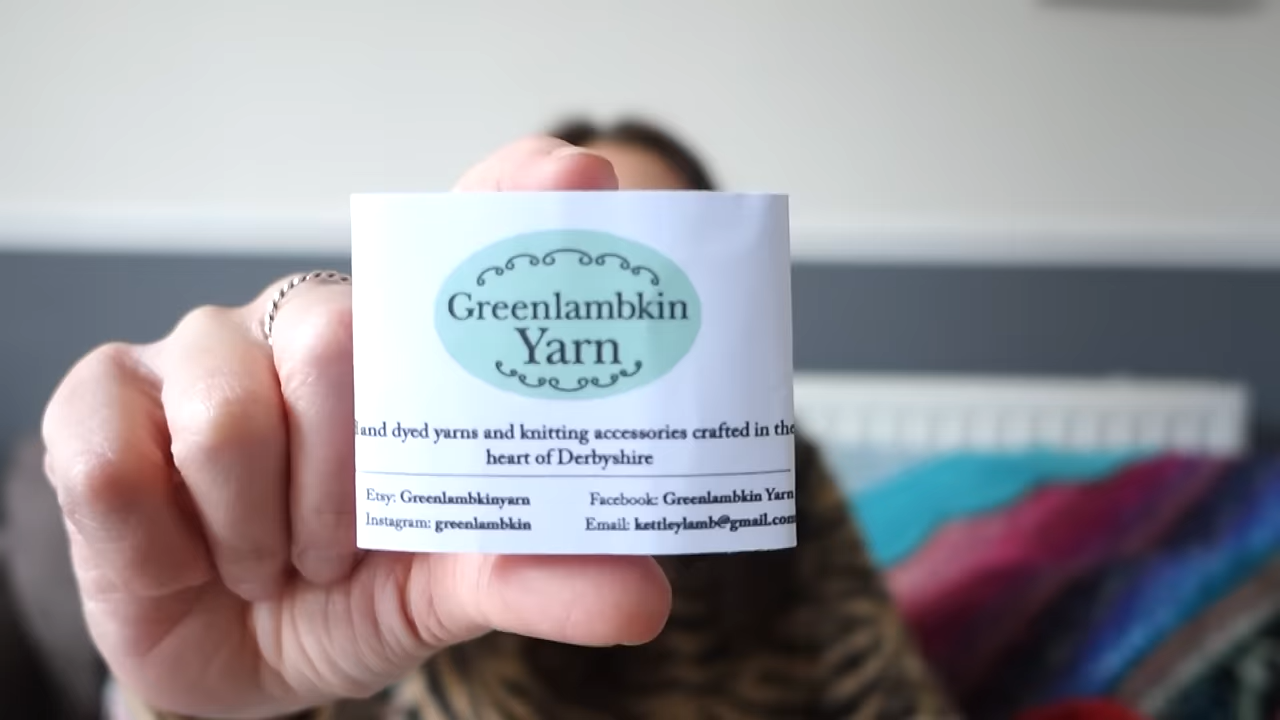 Greenlambkin
Yarn
and dyed yarns and knitting accessories crafted in the
heart of Derbyshire
Etsy: Greenlambkinyarn
Facebook: Greenlambkin Yarn
Instagram: greenlambkin
Email: kettleylamb@gmail.com